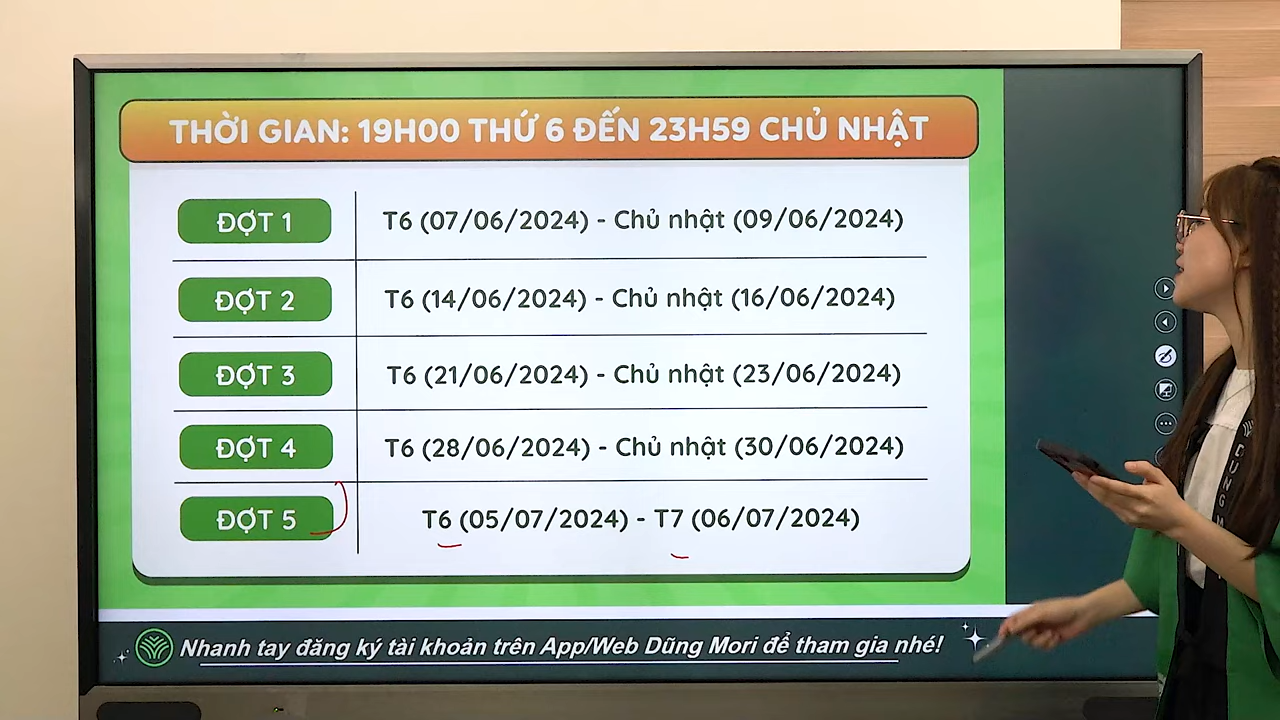 THỜI GIAN: 19H00 THỨ 6 ĐẾN 23H59 CHỦ NHẬT
ĐỢT 1 T6 (07/06/2024) - Chủ nhật (09/06/2024)
ĐỢT 2 T6 (14/06/2024) - Chủ nhật (16/06/2024)
ĐỢT 3 T6 (21/06/2024) - Chủ nhật (23/06/2024)
ĐỢT 4 T6 (28/06/2024) - Chủ nhật (30/06/2024)
ĐỢT 5 T6 (05/07/2024) - T7 (06/07/2024)
Nhanh tay đăng ký tài khoản trên App/Web Dũng Mori để tham gia nhé!